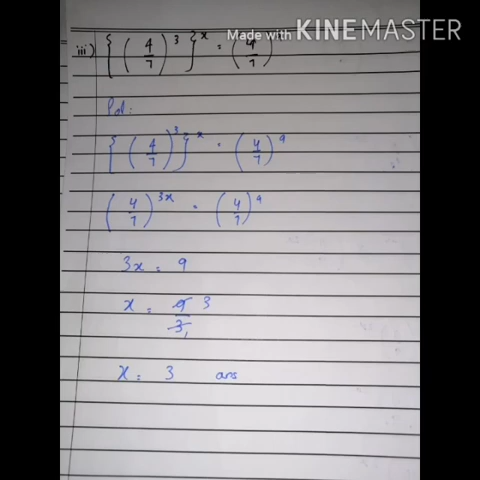 Made with KINEMASTER
iii) { ( 4/7 )^3 }^x = ( 4/7 )
Sol:
{ ( 4/7 )^3 }^x = ( 4/7 )^9
( 4/7 )^3x = ( 4/7 )^9
3x = 9
x = 9/3 3 1
x = 3 ans